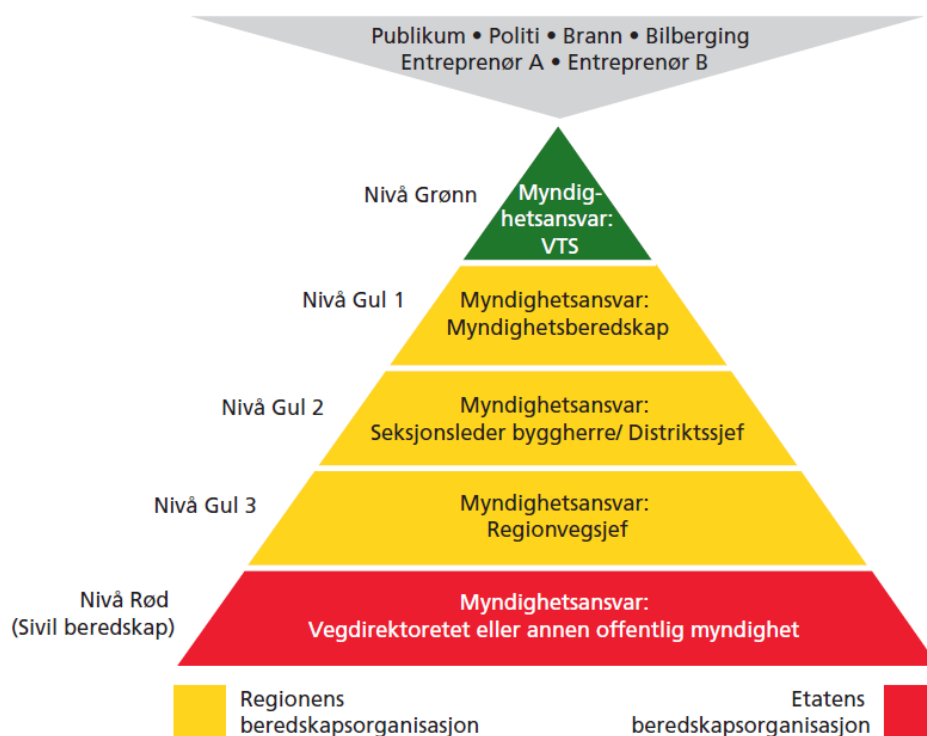 Publikum • Politi • Brann • Bilberging
Entreprenør A • Entreprenør B
Nivå Grønn
Myndig-
hetsansvar:
VTS
Nivå Gul 1
Myndighetsansvar:
Myndighetsberedskap
Nivå Gul 2
Myndighetsansvar:
Seksjonsleder byggherre/ Distriktssjef
Nivå Gul 3
Myndighetsansvar:
Regionvegsjef
Nivå Rød
(Sivil beredskap)
Myndighetsansvar:
Vegdirektoretet eller annen offentlig myndighet
Regionens
beredskapsorganisasjon
Etatens
beredskapsorganisasjon